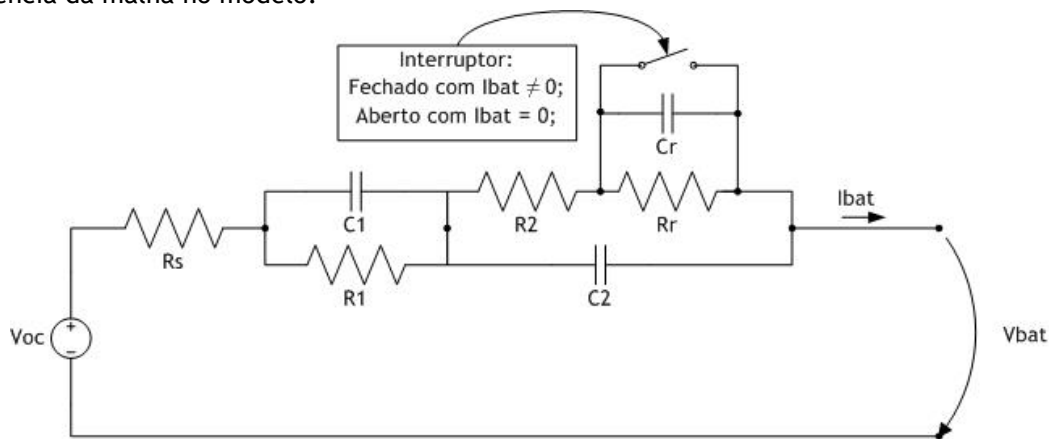 ência da malha no modelo.
Interruptor:
Fechado com Ibat ≠ 0;
Aberto com Ibat = 0;
Cr
C1
R2
Rr
Ibat
Rs
R1
C2
Voc
+
−
Vbat